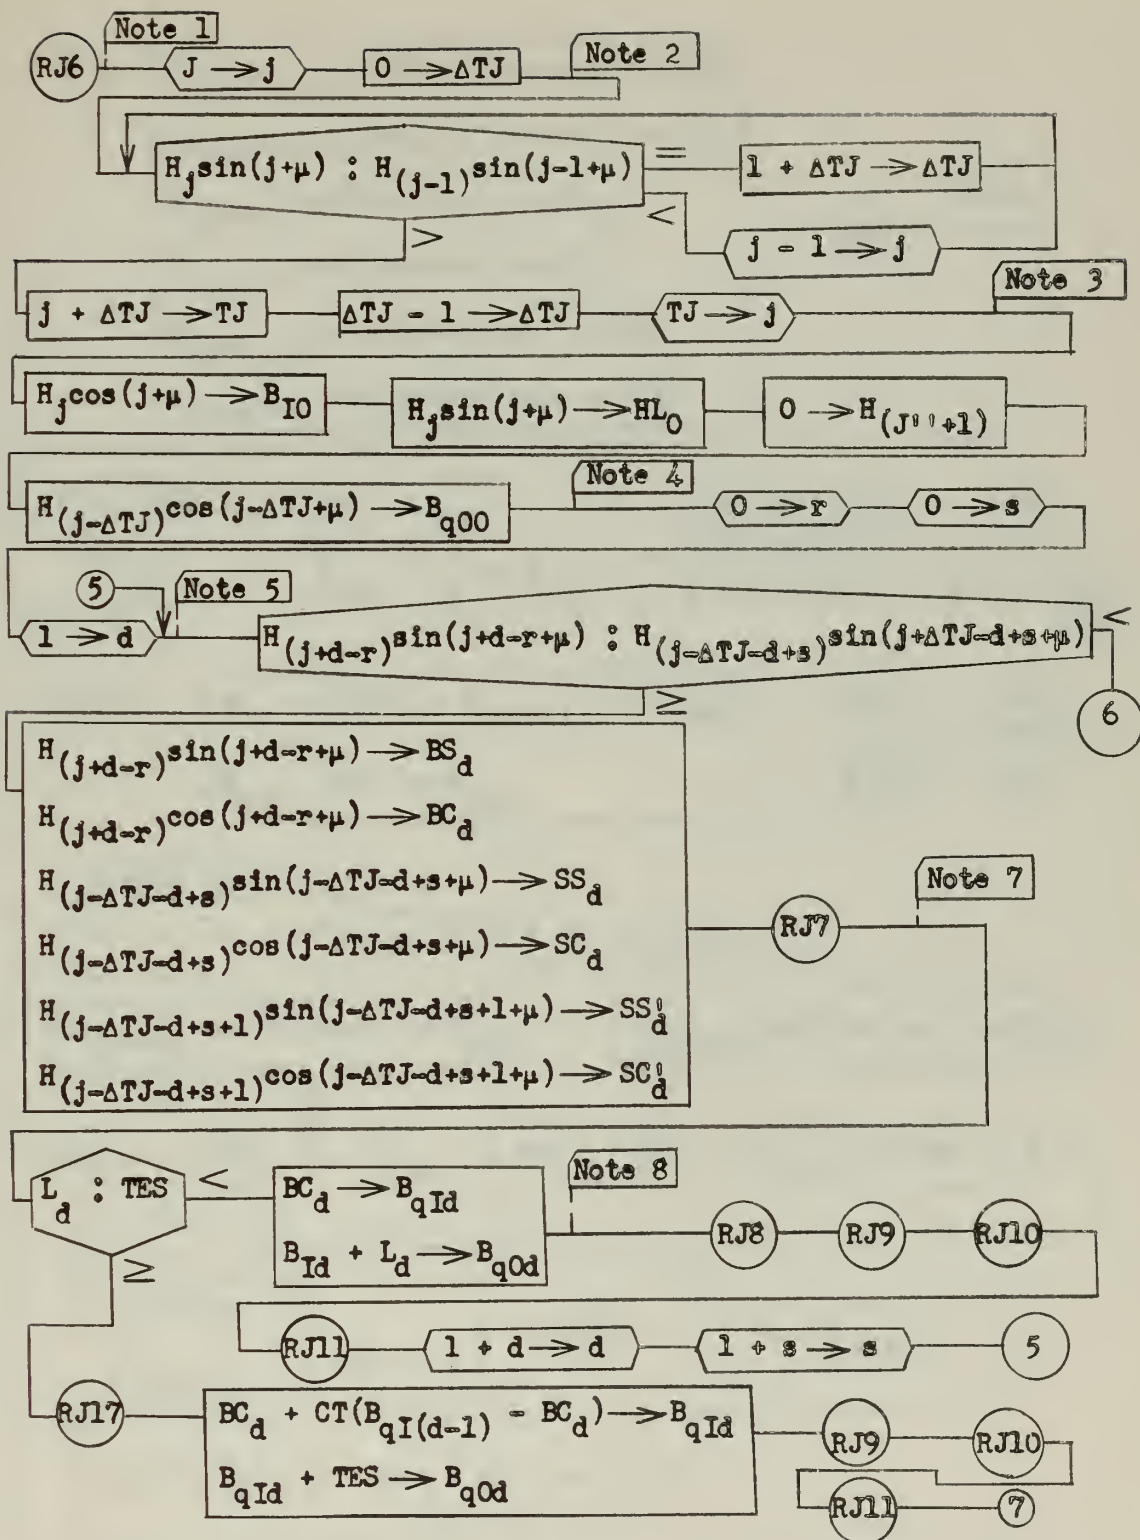 Note 1
RJ6
J → j
0 → ΔTJ
Note 2
H_j sin(j+μ) : H_(j-1) sin(j-1+μ)
=
1 + ΔTJ → ΔTJ
<
j - 1 → j
>
Note 3
j + ΔTJ → TJ
ΔTJ - 1 → ΔTJ
TJ → j
H_j cos(j+μ) → B_I0
H_j sin(j+μ) → HL_0
0 → H_(J''+1)
Note 4
H_(j-ΔTJ) cos(j-ΔTJ+μ) → B_q00
0 → r
0 → s
5
Note 5
1 → d
H_(j+d-r) sin(j+d-r+μ) : H_(j-ΔTJ-d+s) sin(j+ΔTJ-d+s+μ)
<
≥
6
H_(j+d-r) sin(j+d-r+μ) → BS_d
H_(j+d-r) cos(j+d-r+μ) → BC_d
H_(j-ΔTJ-d+s) sin(j-ΔTJ-d+s+μ) → SS_d
H_(j-ΔTJ-d+s) cos(j-ΔTJ-d+s+μ) → SC_d
H_(j-ΔTJ-d+s+1) sin(j-ΔTJ-d+s+1+μ) → SS'_d
H_(j-ΔTJ-d+s+1) cos(j-ΔTJ-d+s+1+μ) → SC'_d
RJ7
Note 7
L_d : TES
<
≥
BC_d → B_qId
B_Id + L_d → B_q0d
Note 8
RJ8
RJ9
RJ10
RJ11
1 + d → d
1 + s → s
5
RJ17
BC_d + CT(B_qI(d-1) - BC_d) → B_qId
B_qId + TES → B_q0d
RJ9
RJ10
RJ11
7